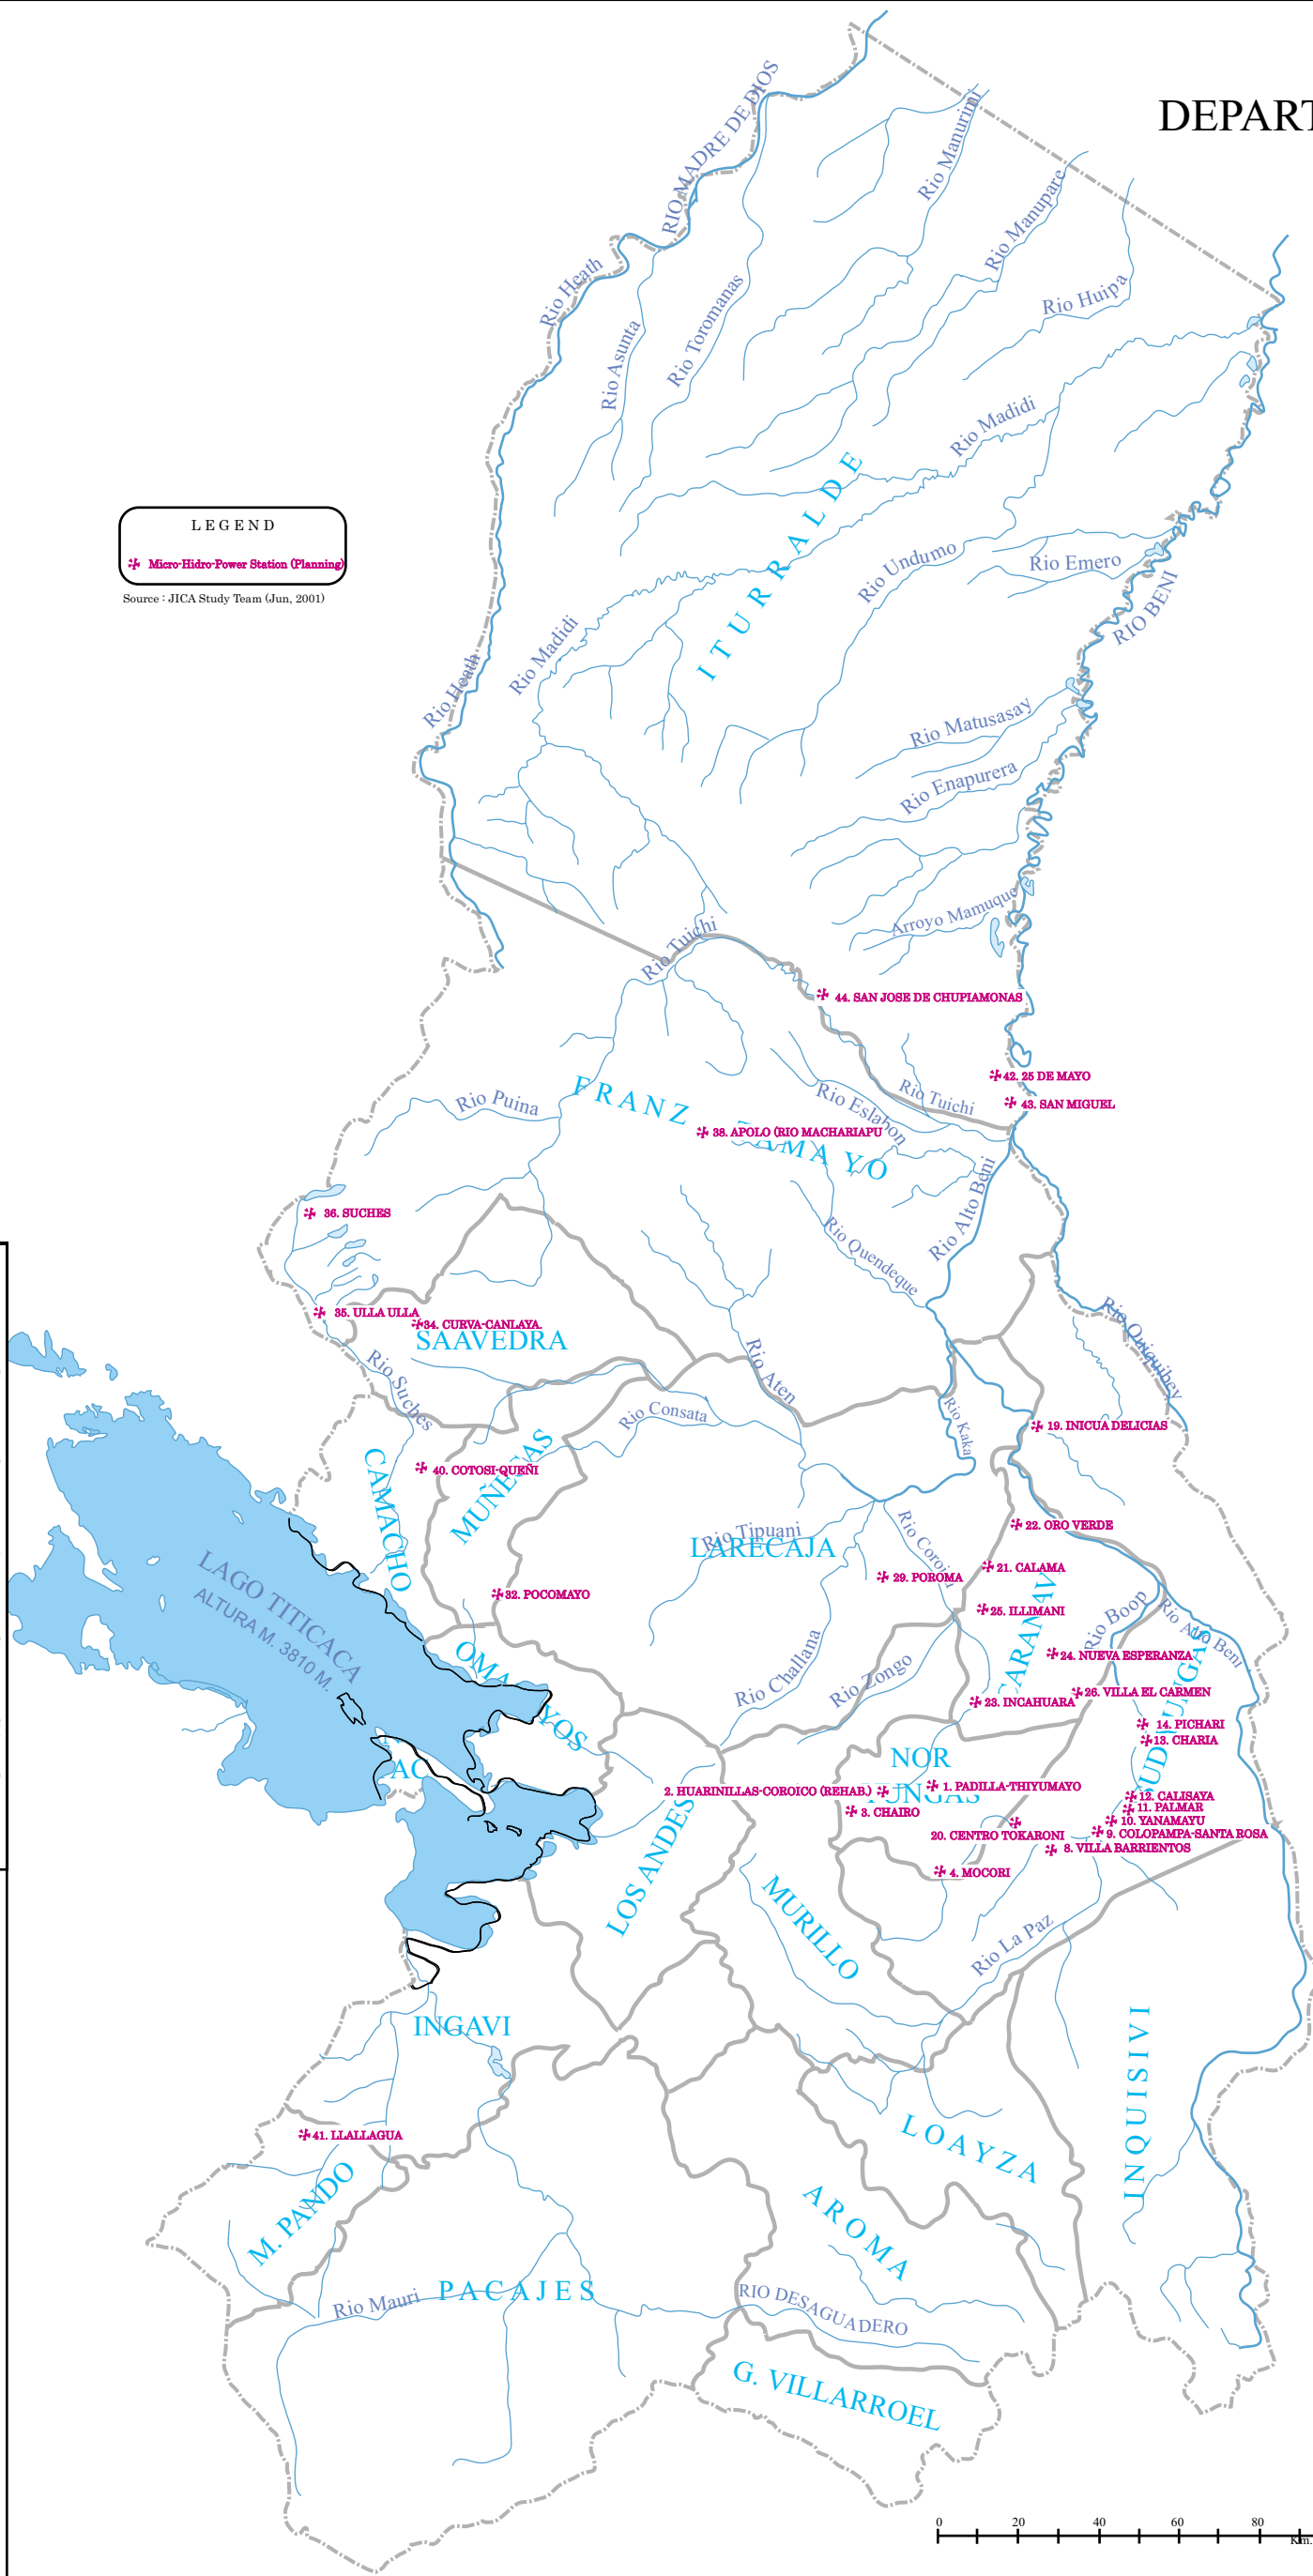 DEPART
RIO MADRE DE DIOS
Rio Manurimi
Rio Manupare
Rio Heath
Rio Huipa
Rio Toromanas
Rio Asunta
Rio Madidi
ITURRALDE
LEGEND
Micro-Hidro-Power Station (Planning)
Source : JICA Study Team (Jun, 2001)
Rio Undumo
Rio Emero
RIO BENI
Rio Madidi
Rio Heath
Rio Matusasay
Rio Enapurera
Arroyo Mamuque
Rio Tuichi
44. SAN JOSE DE CHUPIAMONAS
42. 25 DE MAYO
43. SAN MIGUEL
Rio Puina
FRANZ TAMAYO
Rio Eslabon
Rio Tuichi
38. APOLO (RIO MACHARIAPU
Rio Alto Beni
36. SUCHES
Rio Quendeque
35. ULLA ULLA
34. CURVA-CANLAYA.
SAAVEDRA
Rio Quiquibey
Rio Suches
Rio Aten
Rio Consata
Rio Kaka
19. INICUA DELICIAS
40. COTOSI-QUEÑI
CAMACHO
MUÑECAS
22. ORO VERDE
Rio Tipuani
LARECAJA
Rio Coroico
21. CALAMA
29. POROMA
32. POCOMAYO
25. ILLIMANI
LAGO TITICACA
ALTURA M. 3810 M.
Rio Boop
Rio Alto Beni
CARANAVI
OMASUYOS
24. NUEVA ESPERANZA
Rio Challana
Rio Zongo
26. VILLA EL CARMEN
23. INCAHUARA
SUD YUNGAS
14. PICHARI
13. CHARIA
NOR
YUNGAS
1. PADILLA-THIYUMAYO
2. HUARINILLAS-COROICO (REHAB.)
12. CALISAYA
11. PALMAR
3. CHAIRO
10. YANAMAYU
20. CENTRO TOKARONI
9. COLOPAMPA-SANTA ROSA
8. VILLA BARRIENTOS
4. MOCORI
LOS ANDES
MURILLO
Rio La Paz
INGAVI
INQUISIVI
41. LLALLAGUA
LOAYZA
M. PANDO
AROMA
Rio Mauri
PACAJES
RIO DESAGUADERO
G. VILLARROEL
0 20 40 60 80
Km.